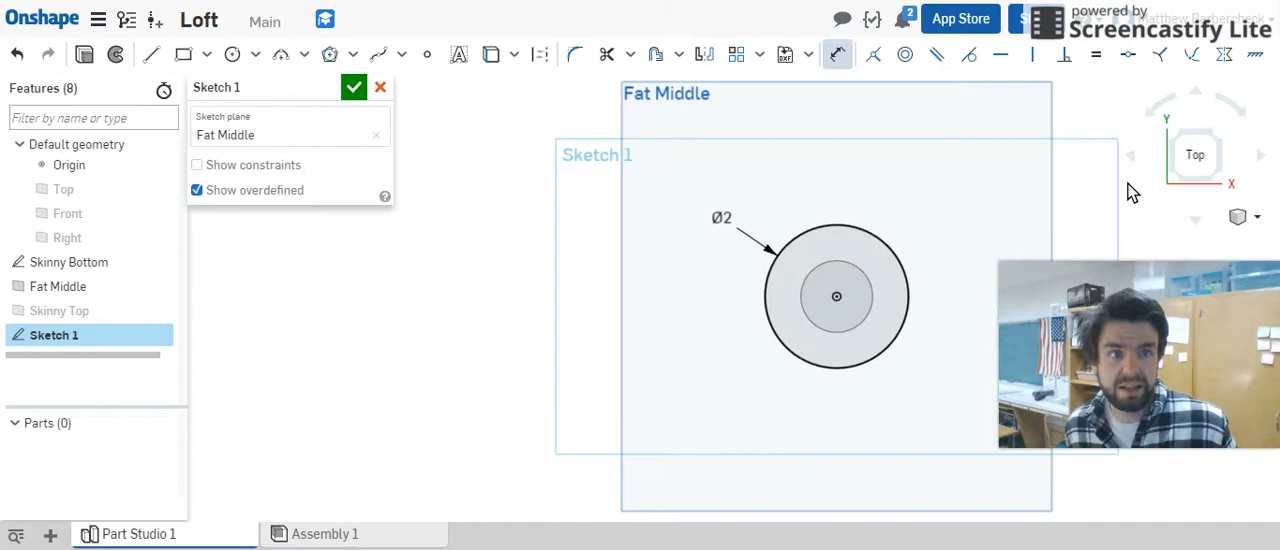 Onshape
Loft
Main
2
App Store
powered by
Screencastify Lite
Features (8)
Filter by name or type
Default geometry
Origin
Top
Front
Right
Skinny Bottom
Fat Middle
Skinny Top
Sketch 1
Parts (0)
Sketch 1
Sketch plane
Fat Middle
Show constraints
Show overdefined
Fat Middle
Sketch 1
Ø2
Y
Top
X
Part Studio 1
Assembly 1